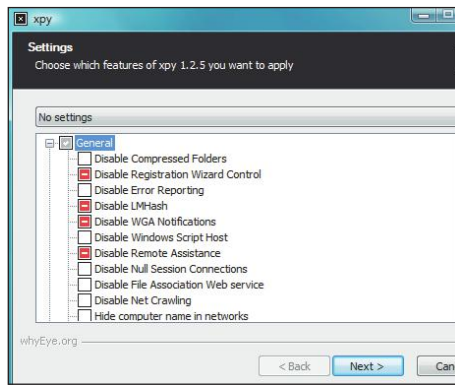 xpy
Settings
Choose which features of xpy 1.2.5 you want to apply
No settings
General
Disable Compressed Folders
Disable Registration Wizard Control
Disable Error Reporting
Disable LMHash
Disable WGA Notifications
Disable Windows Script Host
Disable Remote Assistance
Disable Null Session Connections
Disable File Association Web service
Disable Net Crawling
Hide computer name in networks
whyEye.org
< Back
Next >
Can